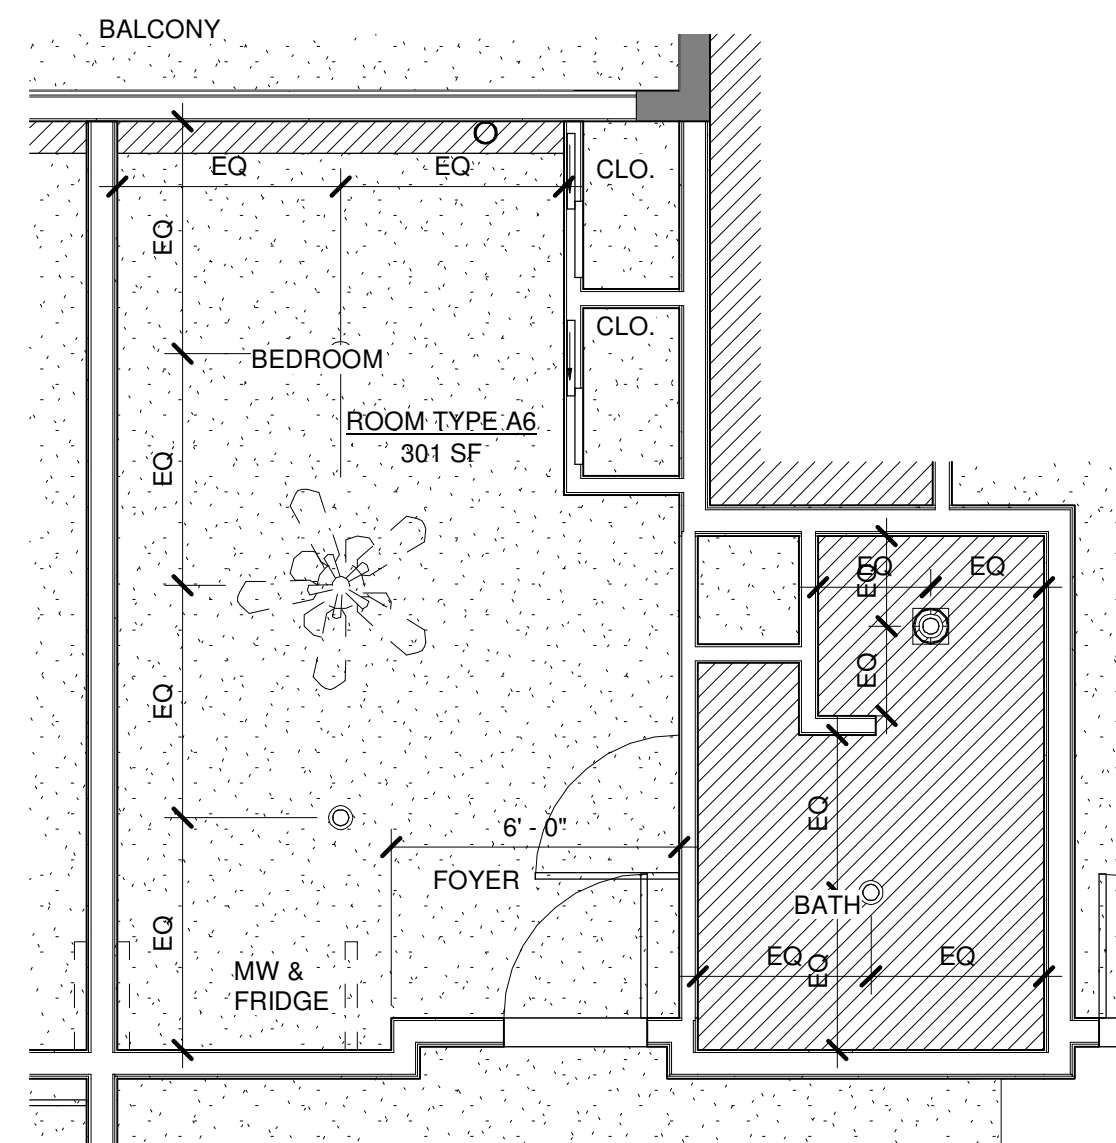 BALCONY
EQ
EQ
CLO.
EQ
CLO.
BEDROOM
ROOM TYPE A6
301 SF
EQ
EQ
EQ
EQ
EQ
EQ
EQ
6' - 0"
FOYER
BATH
EQ
EQ
EQ
EQ
MW &
FRIDGE